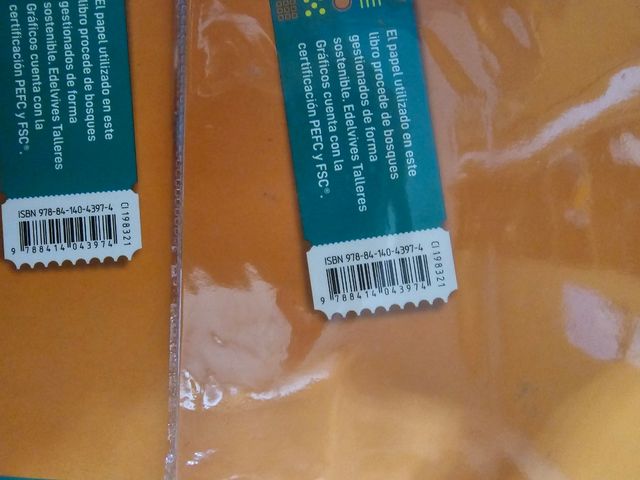 El papel utilizado en este
libro procede de bosques
gestionados de forma
sostenible. Edelvives Talleres
Gráficos cuenta con la
certificación PEFC y FSC®.
ISBN 978-84-140-4397-4
9 788414 043974
CI 198321
El papel utilizado en este
libro procede de bosques
gestionados de forma
sostenible. Edelvives Talleres
Gráficos cuenta con la
certificación PEFC y FSC®.
ISBN 978-84-140-4397-4
9 788414 043974
CI 198321